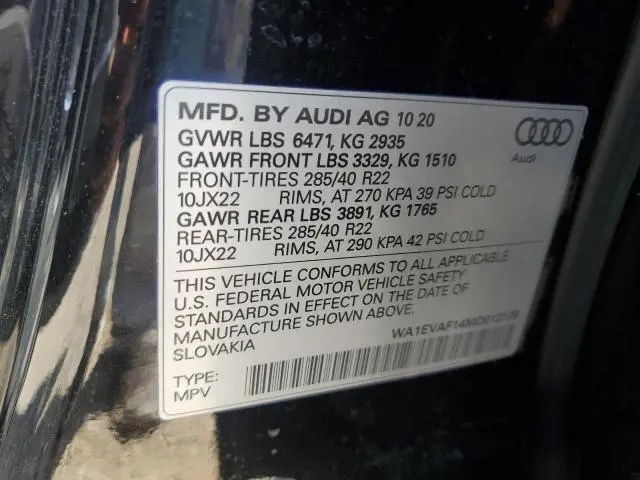 MFD. BY AUDI AG 10 20
GVWR LBS 6471, KG 2935
GAWR FRONT LBS 3329, KG 1510
FRONT-TIRES 285/40 R22
10JX22 RIMS, AT 270 KPA 39 PSI COLD
GAWR REAR LBS 3891, KG 1765
REAR-TIRES 285/40 R22
10JX22 RIMS, AT 290 KPA 42 PSI COLD
Audi
THIS VEHICLE CONFORMS TO ALL APPLICABLE
U.S. FEDERAL MOTOR VEHICLE SAFETY
STANDARDS IN EFFECT ON THE DATE OF
MANUFACTURE SHOWN ABOVE.
SLOVAKIA
TYPE:
MPV